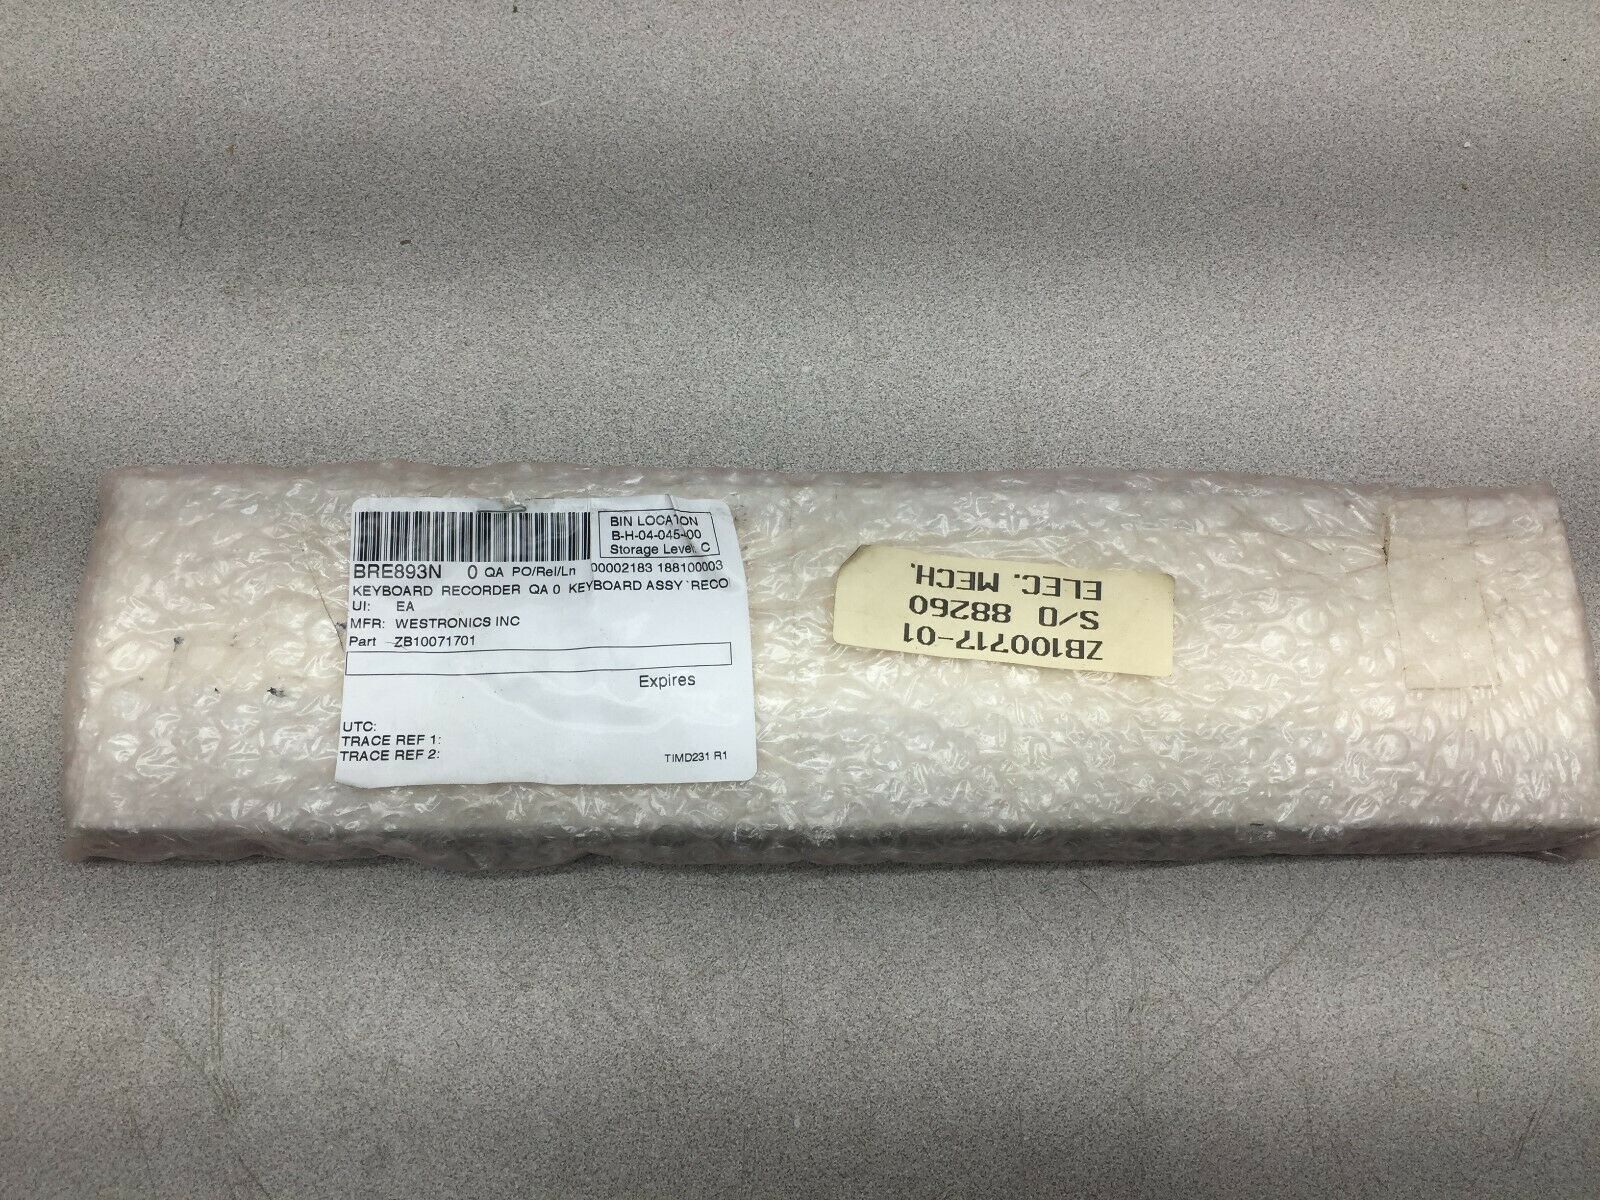 BIN LOCATION
B-H-04-045-00
Storage Level C
BRE893N 0 QA PO/Rel/Ln 00002183 188100003
KEYBOARD RECORDER QA 0 KEYBOARD ASSY RECO
UI: EA
MFR: WESTRONICS INC
Part ZB10071701
Expires
UTC:
TRACE REF 1:
TRACE REF 2:
TIMD231 R1
ZB100717-01
S/O 88260
ELEC. MECH.